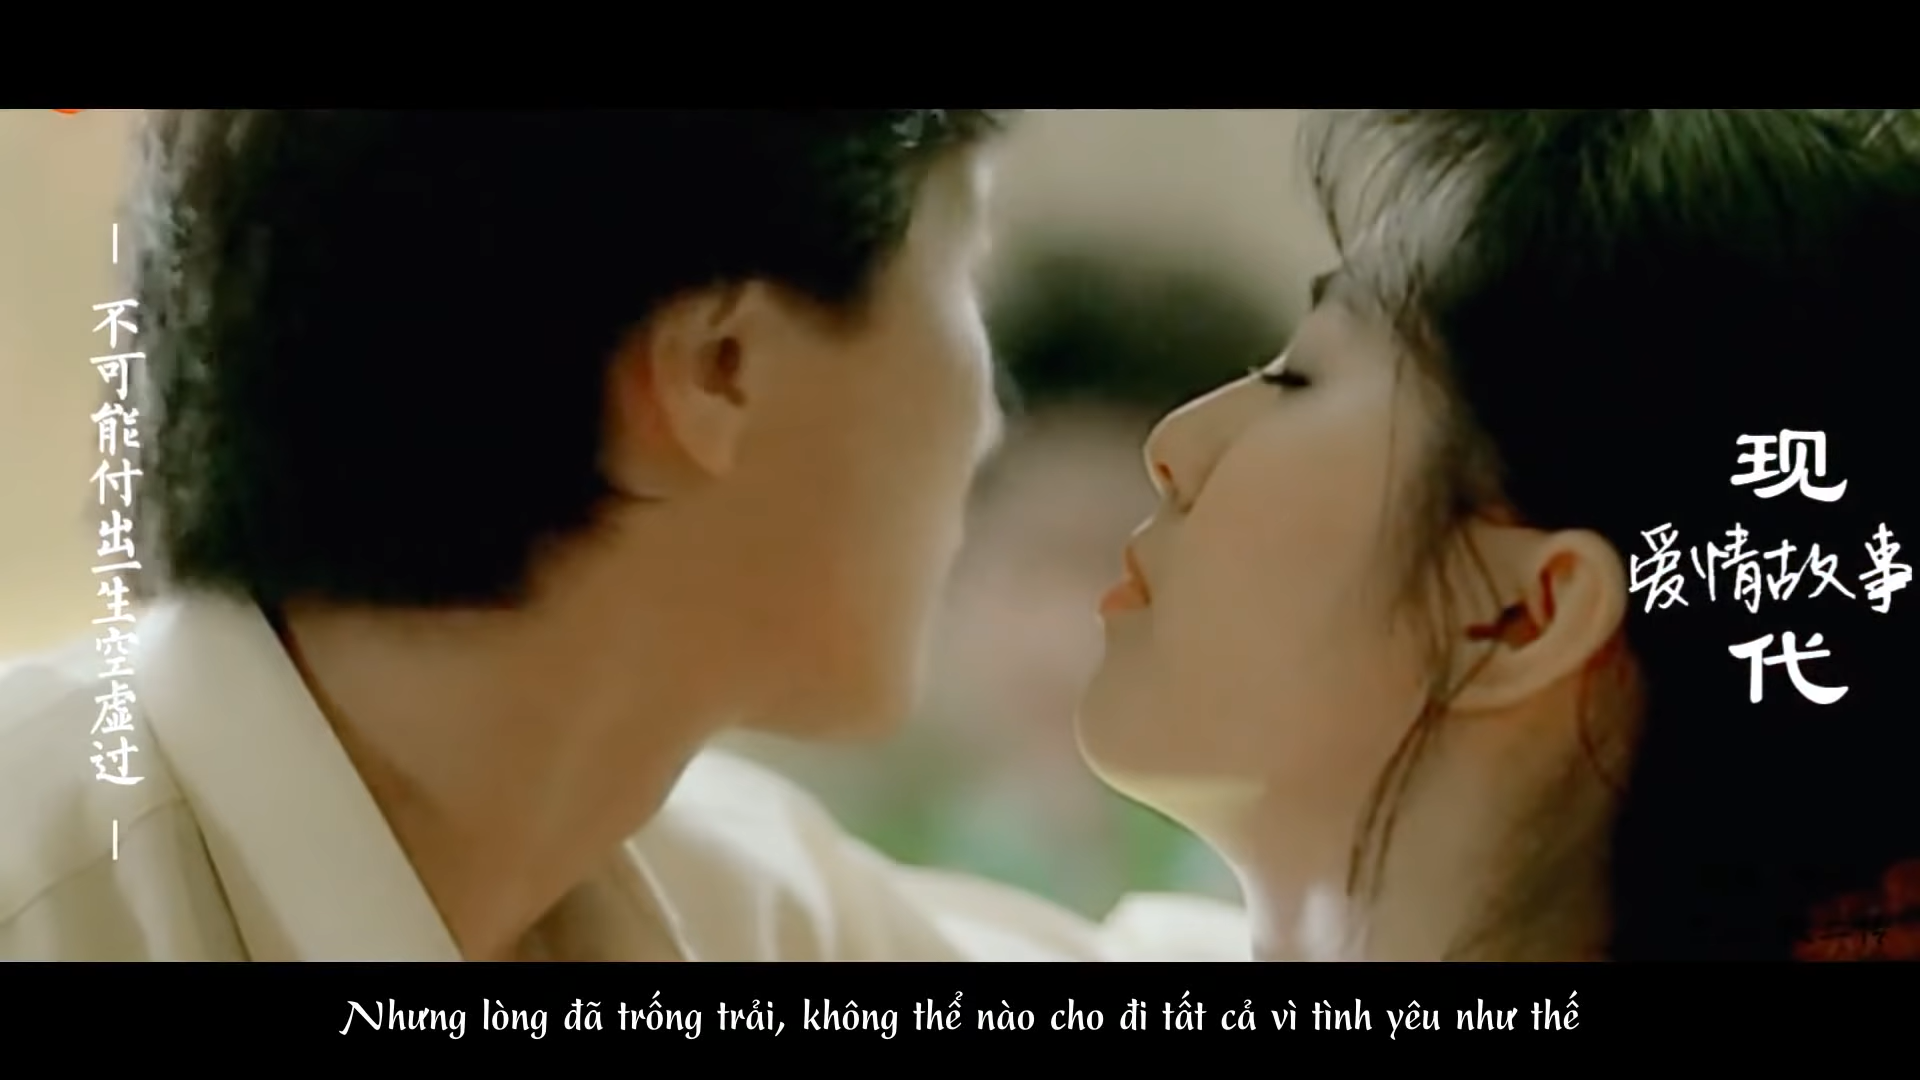 不可能付出一生空虚过
现
爱情故事
代
Nhưng lòng đã trống trải, không thể nào cho đi tất cả vì tình yêu như thế